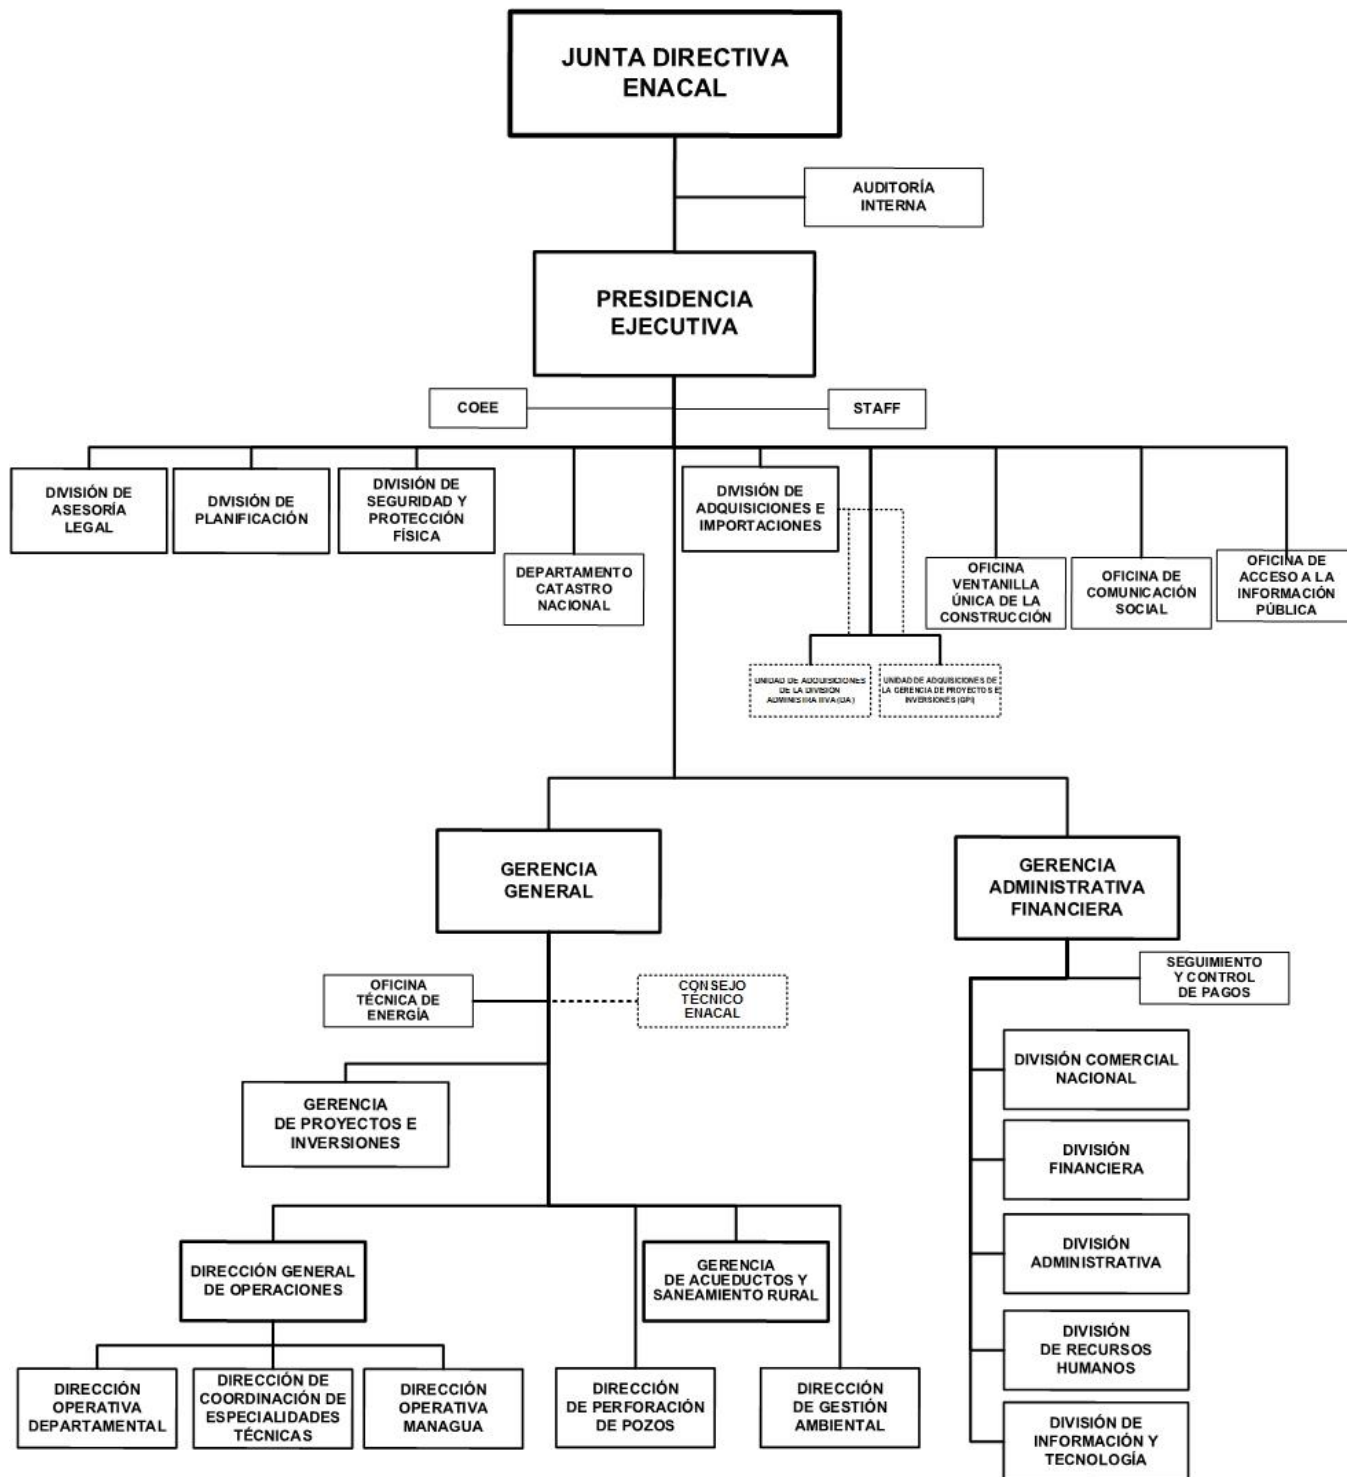 JUNTA DIRECTIVA
ENACAL
AUDITORÍA
INTERNA
PRESIDENCIA
EJECUTIVA
COEE
STAFF
DIVISIÓN DE
ASESORÍA
LEGAL
DIVISIÓN DE
PLANIFICACIÓN
DIVISIÓN DE
SEGURIDAD Y
PROTECCIÓN
FÍSICA
DEPARTAMENTO
CATASTRO
NACIONAL
DIVISIÓN DE
ADQUISICIONES E
IMPORTACIONES
OFICINA
VENTANILLA
ÚNICA DE LA
CONSTRUCCIÓN
OFICINA DE
COMUNICACIÓN
SOCIAL
OFICINA DE
ACCESO A LA
INFORMACIÓN
PÚBLICA
UNIDAD DE ADQUISICIONES
DE LA DIVISIÓN
ADMINISTRATIVA (DA)
UNIDAD DE ADQUISICIONES DE
LA GERENCIA DE PROYECTOS E
INVERSIONES (GPI)
GERENCIA
GENERAL
GERENCIA
ADMINISTRATIVA
FINANCIERA
OFICINA
TÉCNICA DE
ENERGÍA
CONSEJO
TÉCNICO
ENACAL
SEGUIMIENTO
Y CONTROL
DE PAGOS
GERENCIA
DE PROYECTOS E
INVERSIONES
DIVISIÓN COMERCIAL
NACIONAL
DIVISIÓN
FINANCIERA
DIVISIÓN
ADMINISTRATIVA
DIVISIÓN
DE RECURSOS
HUMANOS
DIVISIÓN DE
INFORMACIÓN Y
TECNOLOGÍA
DIRECCIÓN GENERAL
DE OPERACIONES
GERENCIA
DE ACUEDUCTOS Y
SANEAMIENTO RURAL
DIRECCIÓN
OPERATIVA
DEPARTAMENTAL
DIRECCIÓN DE
COORDINACIÓN DE
ESPECIALIDADES
TÉCNICAS
DIRECCIÓN
OPERATIVA
MANAGUA
DIRECCIÓN
DE PERFORACIÓN
DE POZOS
DIRECCIÓN
DE GESTIÓN
AMBIENTAL